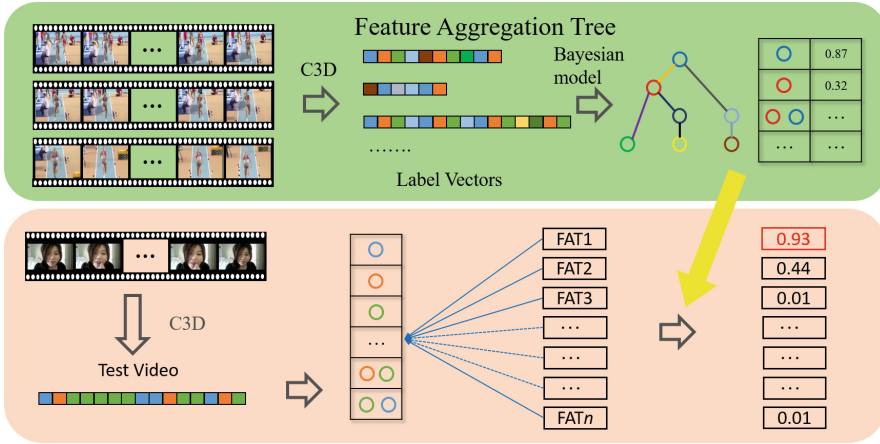 Feature Aggregation Tree
C3D
Bayesian
model
...
...
...
.......
Label Vectors
0.87
0.32
...
... ...
C3D
Test Video
...
...
FAT1
FAT2
FAT3
...
...
...
FATn
0.93
0.44
0.01
...
...
...
0.01